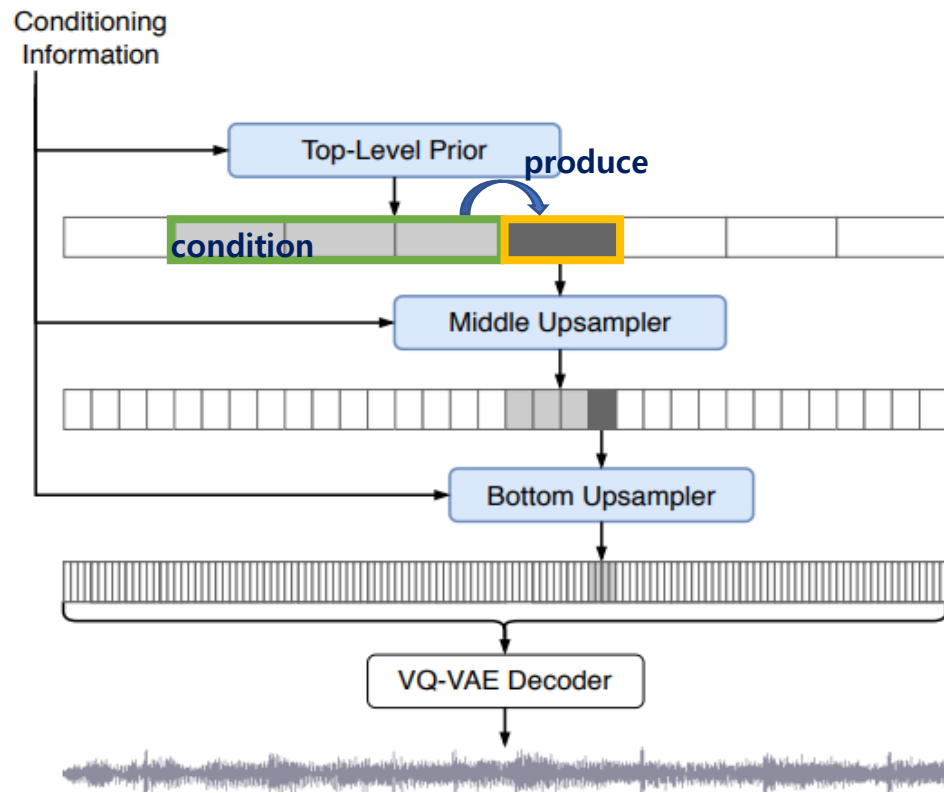 Conditioning
Information
Top-Level Prior
produce
condition
Middle Upsampler
Bottom Upsampler
VQ-VAE Decoder